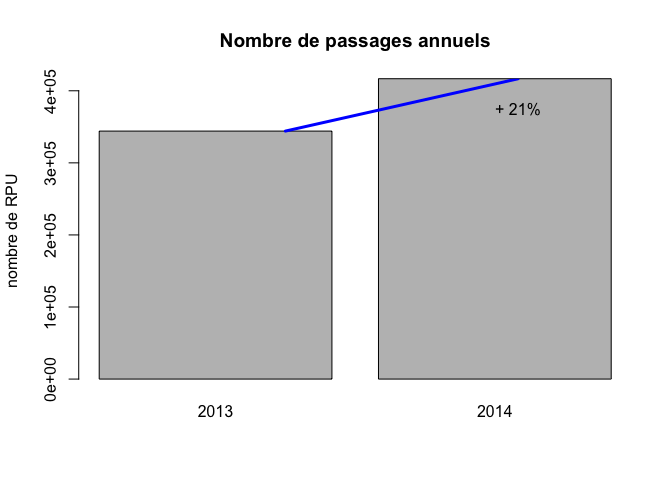 Nombre de passages annuels
nombre de RPU
4e+05
3e+05
2e+05
1e+05
0e+00
+ 21%
2013
2014